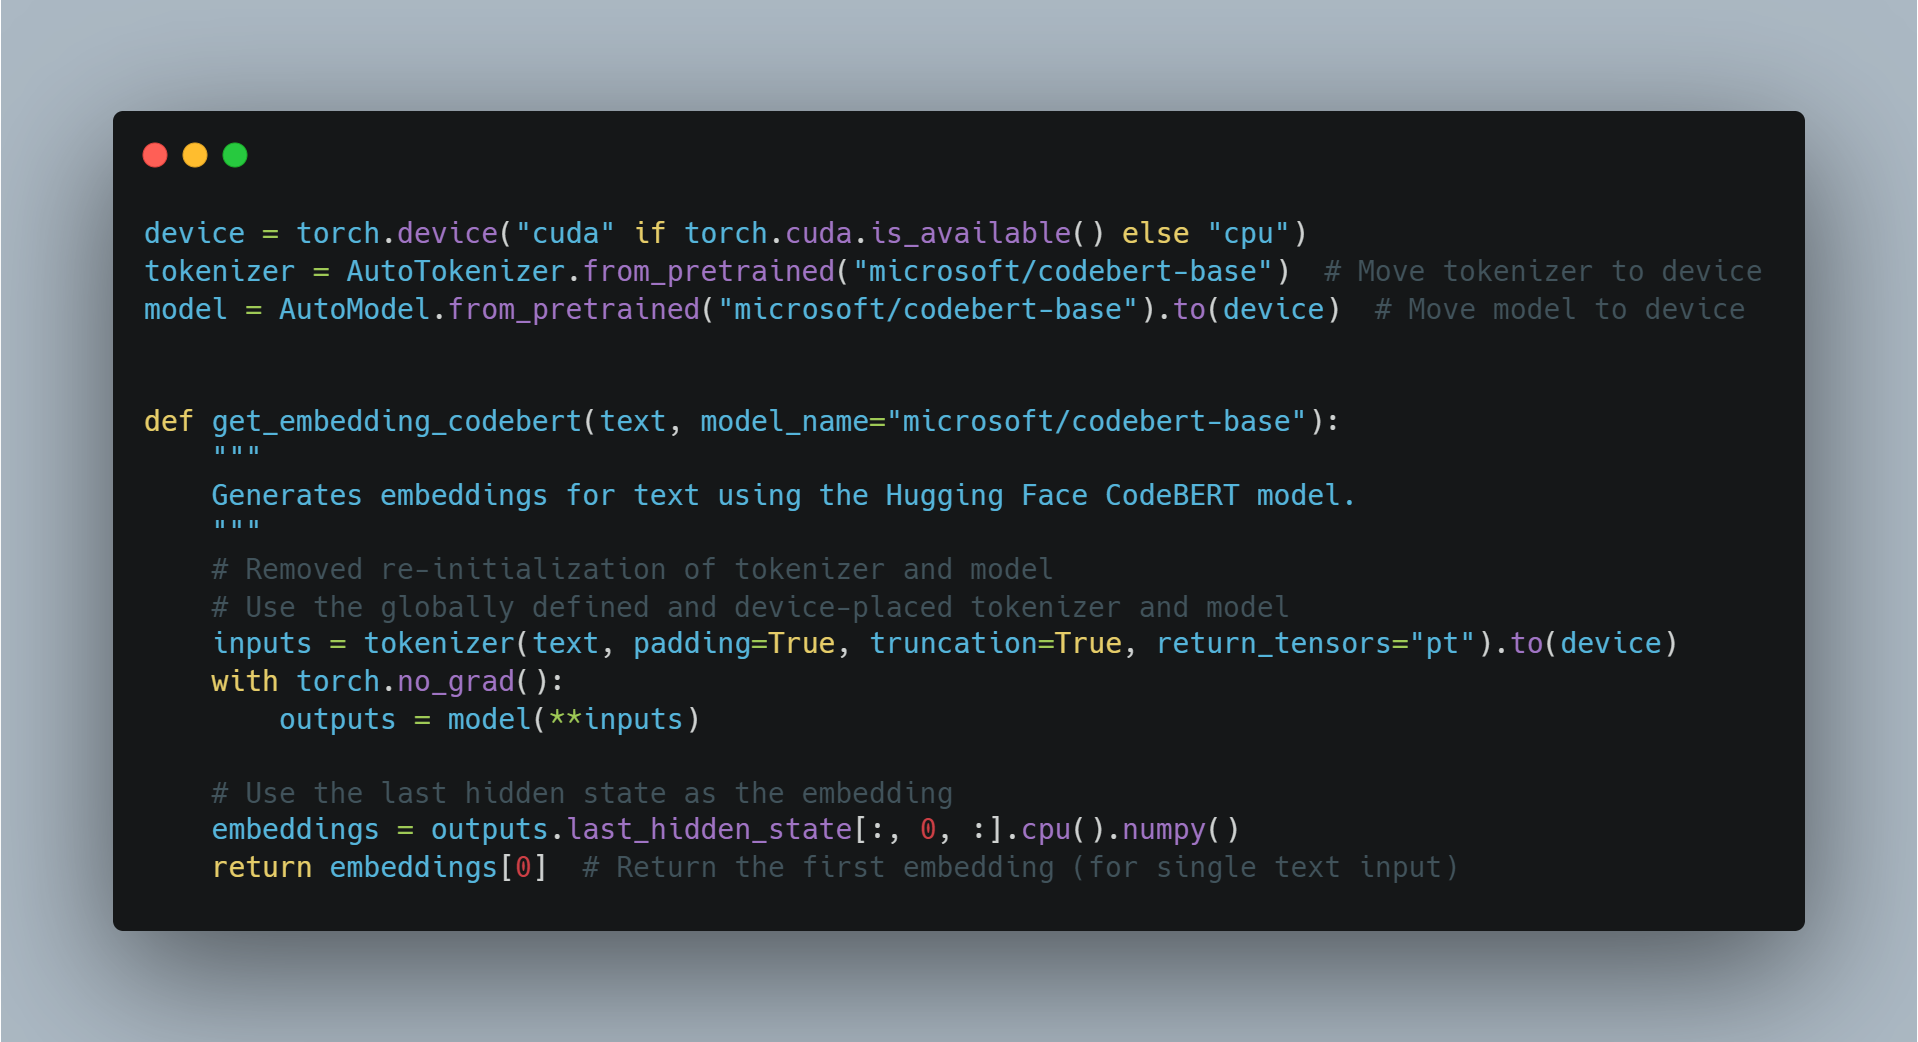 device = torch.device("cuda" if torch.cuda.is_available() else "cpu")
tokenizer = AutoTokenizer.from_pretrained("microsoft/codebert-base")  # Move tokenizer to device
model = AutoModel.from_pretrained("microsoft/codebert-base").to(device)  # Move model to device


def get_embedding_codebert(text, model_name="microsoft/codebert-base"):
    """
    Generates embeddings for text using the Hugging Face CodeBERT model.
    """
    # Removed re-initialization of tokenizer and model
    # Use the globally defined and device-placed tokenizer and model
    inputs = tokenizer(text, padding=True, truncation=True, return_tensors="pt").to(device)
    with torch.no_grad():
        outputs = model(**inputs)

    # Use the last hidden state as the embedding
    embeddings = outputs.last_hidden_state[:, 0, :].cpu().numpy()
    return embeddings[0]  # Return the first embedding (for single text input)